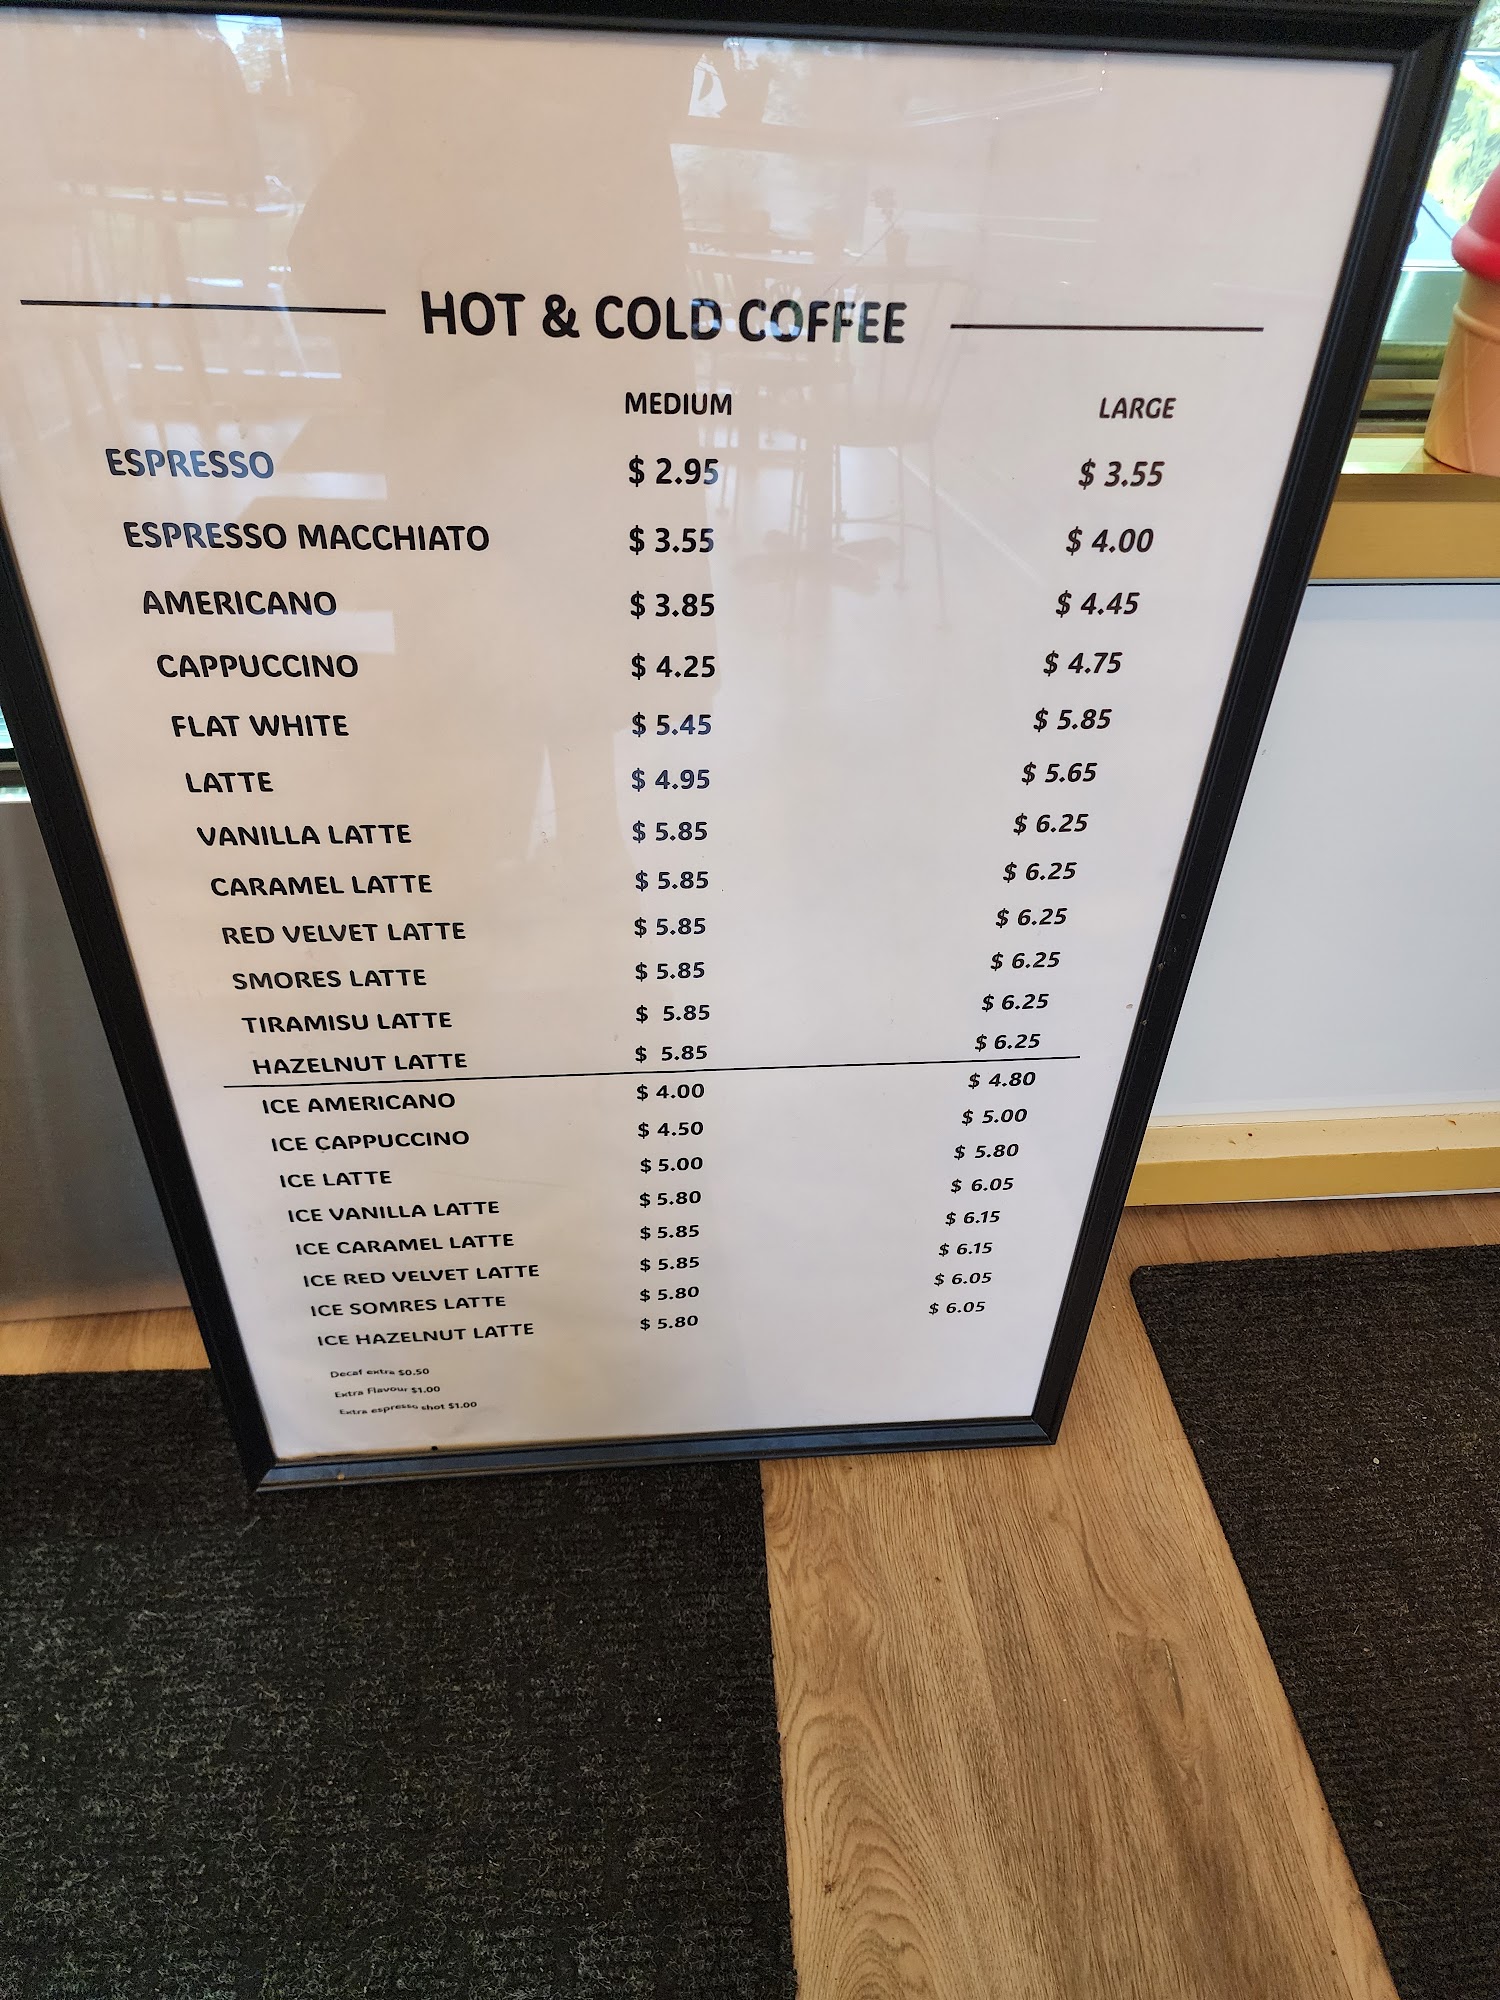 HOT & COLD COFFEE
MEDIUM LARGE
ESPRESSO $ 2.95 $ 3.55
ESPRESSO MACCHIATO $ 3.55 $ 4.00
AMERICANO $ 3.85 $ 4.45
CAPPUCCINO $ 4.25 $ 4.75
FLAT WHITE $ 5.45 $ 5.85
LATTE $ 4.95 $ 5.65
VANILLA LATTE $ 5.85 $ 6.25
CARAMEL LATTE $ 5.85 $ 6.25
RED VELVET LATTE $ 5.85 $ 6.25
SMORES LATTE $ 5.85 $ 6.25
TIRAMISU LATTE $ 5.85 $ 6.25
HAZELNUT LATTE $ 5.85 $ 6.25
ICE AMERICANO $ 4.00 $ 4.80
ICE CAPPUCCINO $ 4.50 $ 5.00
ICE LATTE $ 5.00 $ 5.80
ICE VANILLA LATTE $ 5.80 $ 6.05
ICE CARAMEL LATTE $ 5.85 $ 6.15
ICE RED VELVET LATTE $ 5.85 $ 6.15
ICE SOMRES LATTE $ 5.80 $ 6.05
ICE HAZELNUT LATTE $ 5.80 $ 6.05
Decaf extra $0.50
Extra Flavour $1.00
Extra espresso shot $1.00